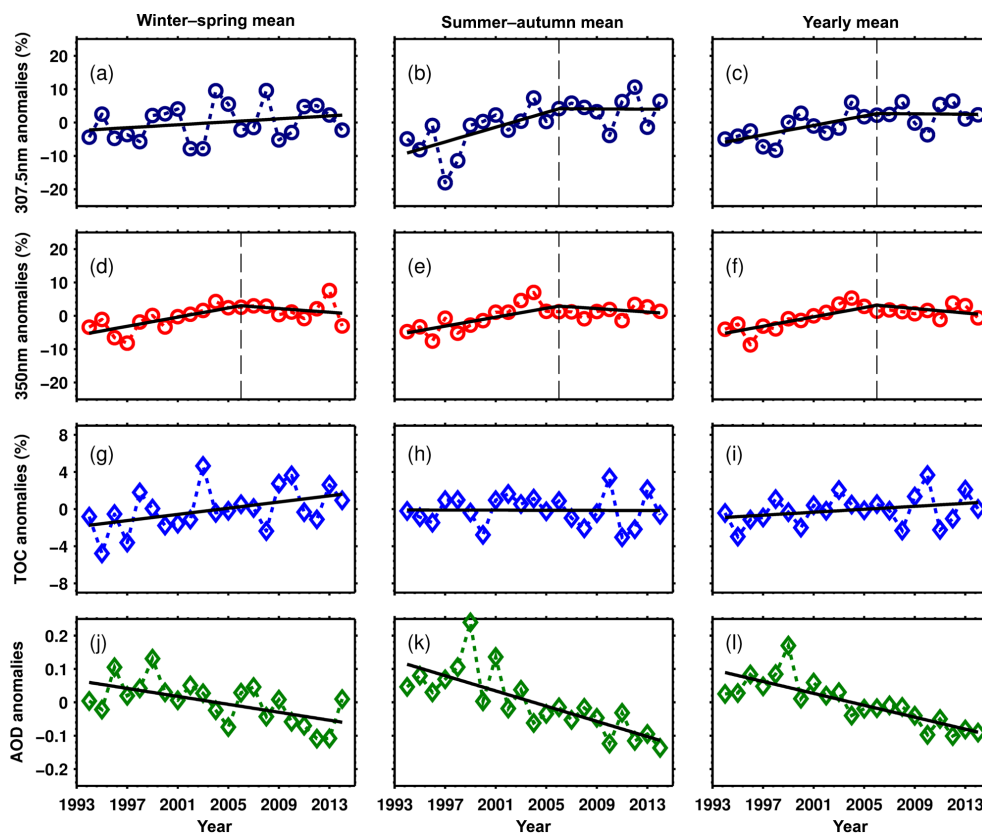 Winter–spring mean Summer–autumn mean Yearly mean
307.5nm anomalies (%)
20
10
0
−10
−20
(a)
(b)
(c)
350nm anomalies (%)
20
10
0
−10
−20
(d)
(e)
(f)
TOC anomalies (%)
8
4
0
−4
−8
(g)
(h)
(i)
AOD anomalies
0.2
0.1
0
−0.1
−0.2
(j)
(k)
(l)
1993 1997 2001 2005 2009 2013
1993 1997 2001 2005 2009 2013
1993 1997 2001 2005 2009 2013
Year Year Year